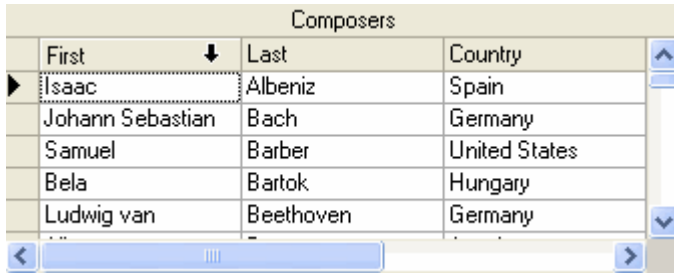 Composers
First Last Country
Isaac Albeniz Spain
Johann Sebastian Bach Germany
Samuel Barber United States
Bela Bartok Hungary
Ludwig van Beethoven Germany